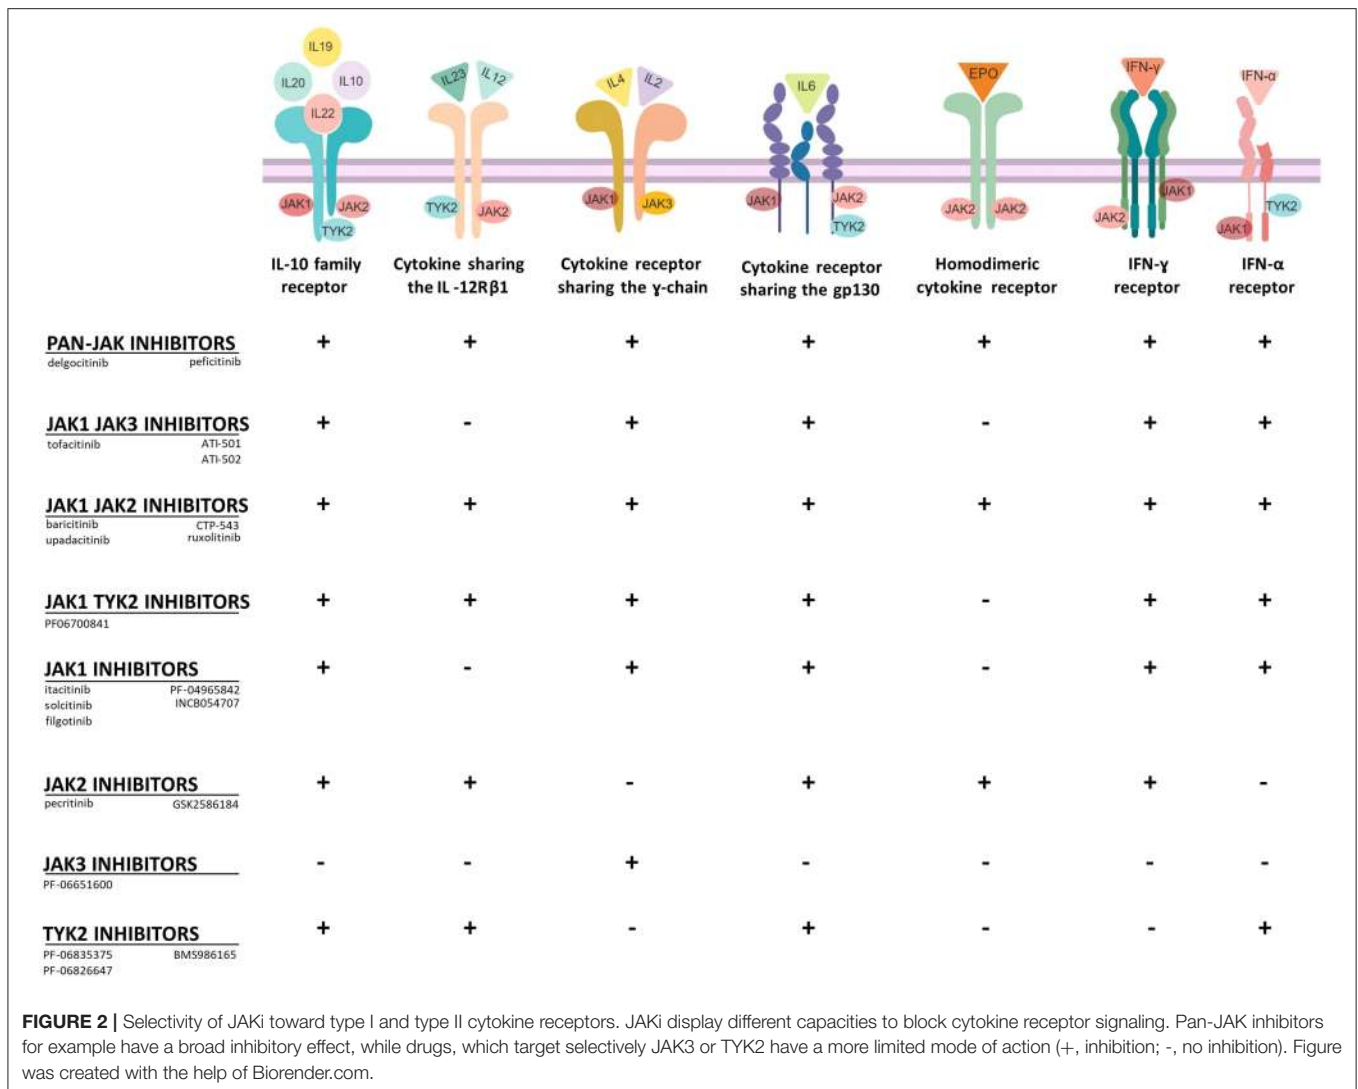 IL19
IL20
IL10
IL22
IL23
IL12
IL4
IL2
IL6
EPO
IFN-γ
IFN-α
JAK1
JAK2
TYK2
TYK2
JAK2
JAK1
JAK3
JAK1
JAK2
TYK2
JAK2
JAK2
JAK2
JAK1
JAK1
TYK2
IL-10 family
receptor
Cytokine sharing
the IL -12Rβ1
Cytokine receptor
sharing the γ-chain
Cytokine receptor
sharing the gp130
Homodimeric
cytokine receptor
IFN-γ
receptor
IFN-α
receptor
PAN-JAK INHIBITORS + + + + + + +
delgocitinib peficitinib
JAK1 JAK3 INHIBITORS + - + + - + +
tofacitinib ATI-501
ATI-502
JAK1 JAK2 INHIBITORS + + + + + + +
baricitinib CTP-543
upadacitinib ruxolitinib
JAK1 TYK2 INHIBITORS + + + + - + +
PF06700841
JAK1 INHIBITORS + - + + - + +
itacitinib PF-04965842
solcitinib INCB054707
filgotinib
JAK2 INHIBITORS + + - + + + -
pecritinib GSK2586184
JAK3 INHIBITORS - - + - - - -
PF-06651600
TYK2 INHIBITORS + + - + - - +
PF-06835375 BMS986165
PF-06826647
FIGURE 2 | Selectivity of JAKi toward type I and type II cytokine receptors. JAKi display different capacities to block cytokine receptor signaling. Pan-JAK inhibitors
for example have a broad inhibitory effect, while drugs, which target selectively JAK3 or TYK2 have a more limited mode of action (+, inhibition; -, no inhibition). Figure
was created with the help of Biorender.com.